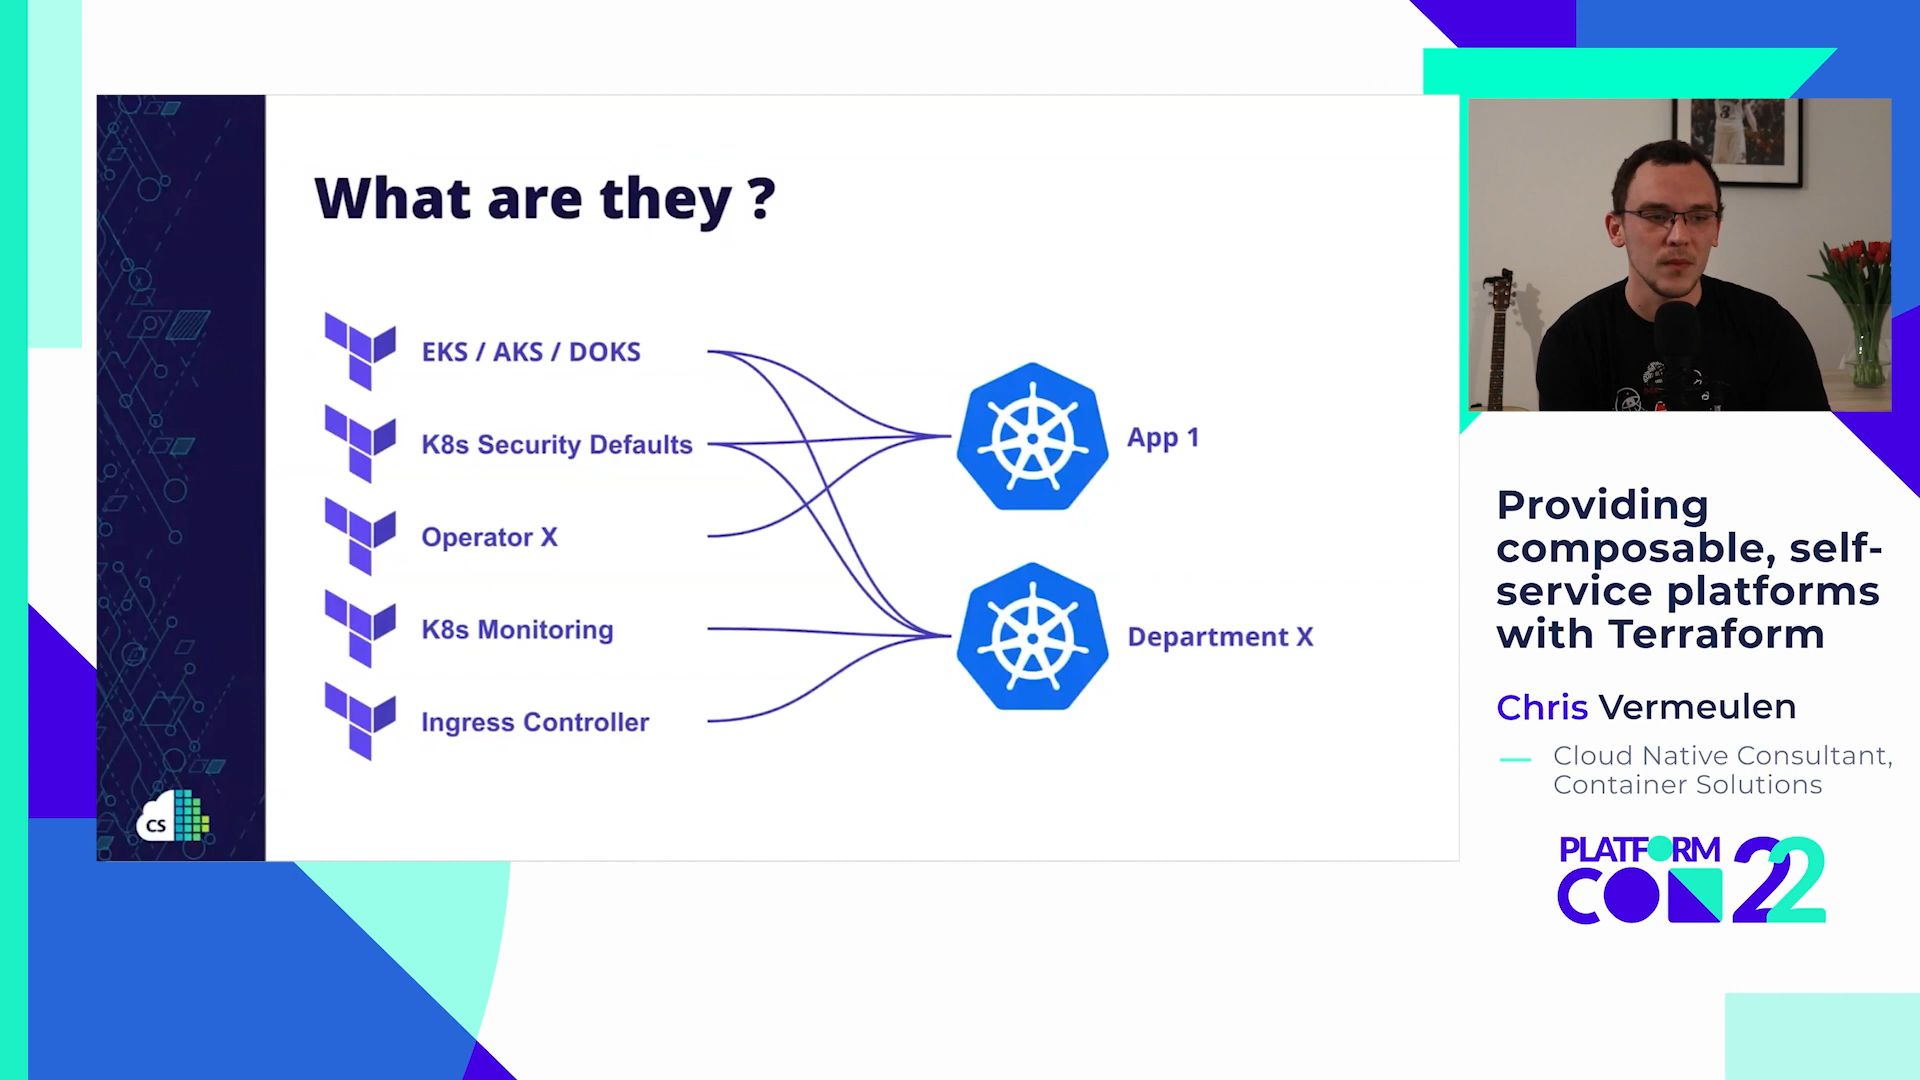 What are they ?
EKS / AKS / DOKS
K8s Security Defaults
Operator X
K8s Monitoring
Ingress Controller
App 1
Department X
CS
3
Providing
composable, self-
service platforms
with Terraform
Chris Vermeulen
Cloud Native Consultant,
Container Solutions
PLATFORM
CON 22